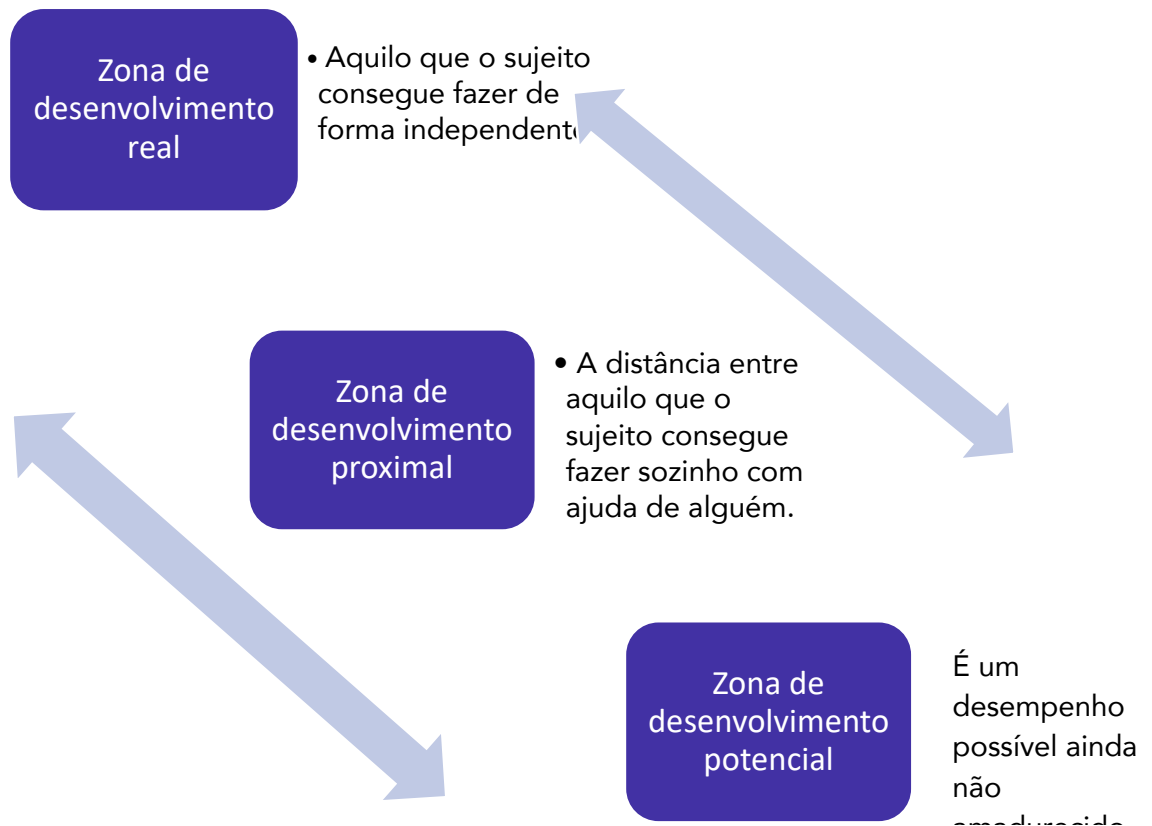 Zona de
desenvolvimento
real
• Aquilo que o sujeito
consegue fazer de
forma independente
Zona de
desenvolvimento
proximal
• A distância entre
aquilo que o
sujeito consegue
fazer sozinho com
ajuda de alguém.
Zona de
desenvolvimento
potencial
É um
desempenho
possível ainda
não
amadurecido